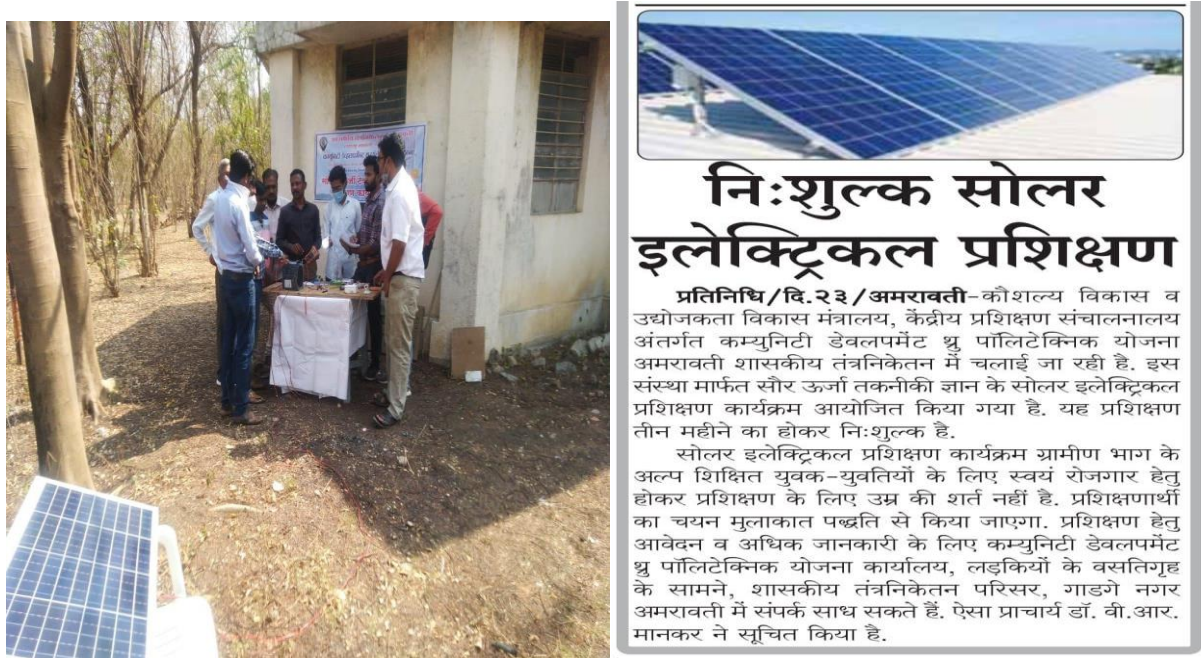 नि:शुल्क सोलर
इलेक्ट्रिकल प्रशिक्षण
प्रतिनिधि/दि.२३/अमरावती-कौशल्य विकास व
उद्योजकता विकास मंत्रालय, केंद्रीय प्रशिक्षण संचालनालय
अंतर्गत कम्युनिटी डेवलपमेंट थ्रु पॉलिटेक्निक योजना
अमरावती शासकीय तंत्रनिकेतन में चलाई जा रही है. इस
संस्था मार्फत सौर ऊर्जा तकनीकी ज्ञान के सोलर इलेक्ट्रिकल
प्रशिक्षण कार्यक्रम आयोजित किया गया है. यह प्रशिक्षण
तीन महीने का होकर नि:शुल्क है.
सोलर इलेक्ट्रिकल प्रशिक्षण कार्यक्रम ग्रामीण भाग के
अल्प शिक्षित युवक-युवतियों के लिए स्वयं रोजगार हेतु
होकर प्रशिक्षण के लिए उम्र की शर्त नहीं है. प्रशिक्षणार्थी
का चयन मुलाकात पद्धति से किया जाएगा. प्रशिक्षण हेतु
आवेदन व अधिक जानकारी के लिए कम्युनिटी डेवलपमेंट
थ्रु पॉलिटेक्निक योजना कार्यालय, लड़कियों के वसतिगृह
के सामने, शासकीय तंत्रनिकेतन परिसर, गाडगे नगर
अमरावती में संपर्क साध सकते हैं. ऐसा प्राचार्य डॉ. वी.आर.
मानकर ने सूचित किया है.